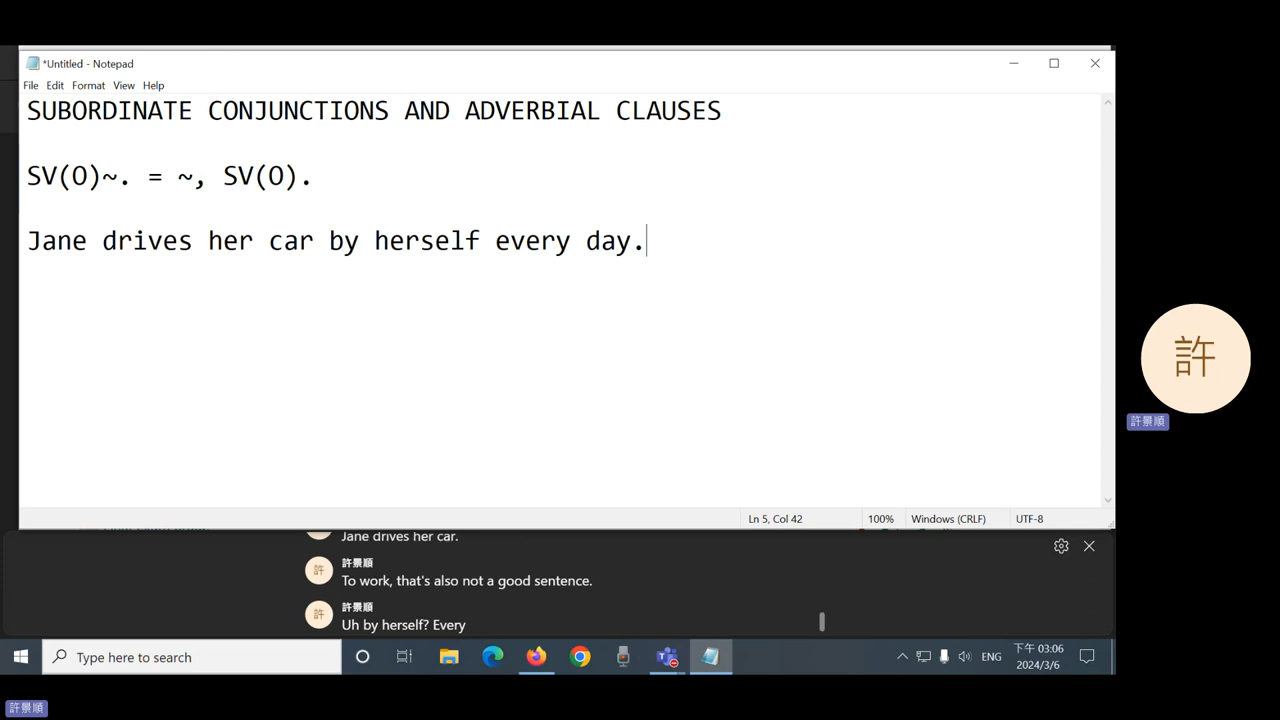 *Untitled - Notepad
File Edit Format View Help
SUBORDINATE CONJUNCTIONS AND ADVERBIAL CLAUSES
SV(O)~. = ~, SV(O).
Jane drives her car by herself every day.
Ln 5, Col 42 100% Windows (CRLF) UTF-8
許
許景順
Jane drives her car.
許 許景順
To work, that's also not a good sentence.
許 許景順
Uh by herself? Every
Type here to search
ENG
下午 03:06
2024/3/6
許景順